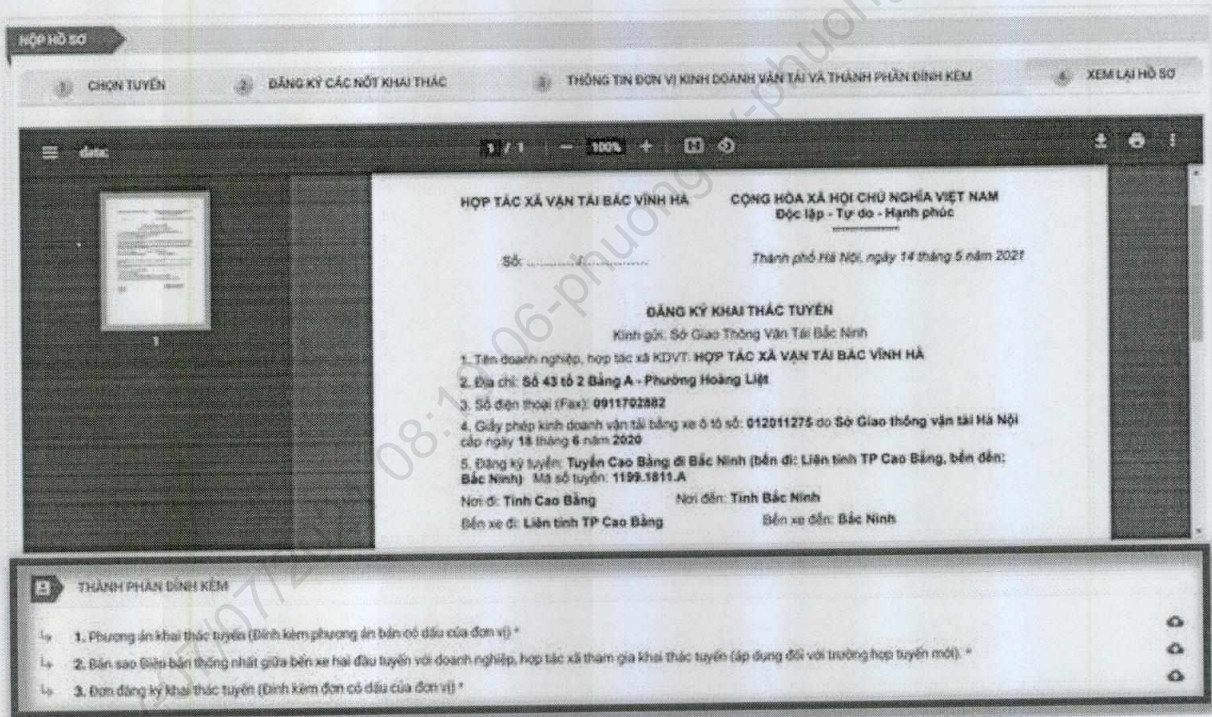 NỘP HỒ SƠ
1 CHỌN TUYẾN 2 ĐĂNG KÝ CÁC NỐT KHAI THÁC 3 THÔNG TIN ĐƠN VỊ KINH DOANH VẬN TẢI VÀ THÀNH PHẦN ĐÍNH KÈM 4 XEM LẠI HỒ SƠ
datac 1 / 1 − 100% +
HỢP TÁC XÃ VẬN TẢI BẮC VĨNH HÀ CỘNG HÒA XÃ HỘI CHỦ NGHĨA VIỆT NAM
Độc lập - Tự do - Hạnh phúc
Số: ............/............... Thành phố Hà Nội, ngày 14 tháng 5 năm 2021
ĐĂNG KÝ KHAI THÁC TUYẾN
Kính gửi: Sở Giao Thông Vận Tải Bắc Ninh
1. Tên doanh nghiệp, hợp tác xã KDVT: HỢP TÁC XÃ VẬN TẢI BẮC VĨNH HÀ
2. Địa chỉ: Số 43 tổ 2 Bằng A - Phường Hoàng Liệt
3. Số điện thoại (Fax): 0911702882
4. Giấy phép kinh doanh vận tải bằng xe ô tô số: 012011275 do Sở Giao thông vận tải Hà Nội
cấp ngày 18 tháng 6 năm 2020
5. Đăng ký tuyến: Tuyến Cao Bằng đi Bắc Ninh (bến đi: Liên tỉnh TP Cao Bằng, bến đến:
Bắc Ninh) Mã số tuyến: 1199.1811.A
Nơi đi: Tỉnh Cao Bằng Nơi đến: Tỉnh Bắc Ninh
Bến xe đi: Liên tỉnh TP Cao Bằng Bến xe đến: Bắc Ninh
1
THÀNH PHẦN ĐÍNH KÈM
1. Phương án khai thác tuyến (Đính kèm phương án bản có dấu của đơn vị) *
2. Bản sao Biên bản thống nhất giữa bến xe hai đầu tuyến với doanh nghiệp, hợp tác xã tham gia khai thác tuyến (áp dụng đối với trường hợp tuyến mới). *
3. Đơn đăng ký khai thác tuyến (Đính kèm đơn có dấu của đơn vị) *